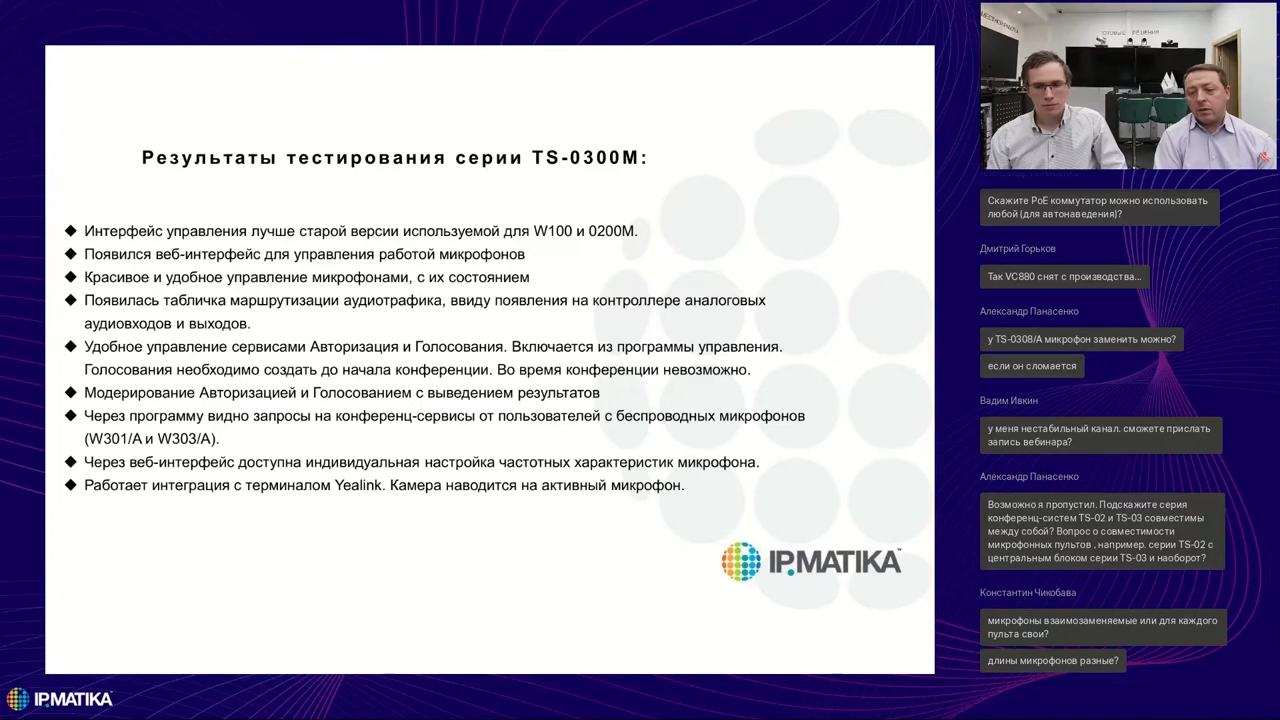 Результаты тестирования серии TS-0300M:
Интерфейс управления лучше старой версии используемой для W100 и 0200M.
Появился веб-интерфейс для управления работой микрофонов
Красивое и удобное управление микрофонами, с их состоянием
Появилась табличка маршрутизации аудиотрафика, ввиду появления на контроллере аналоговых
аудиовходов и выходов.
Удобное управление сервисами Авторизация и Голосования. Включается из программы управления.
Голосования необходимо создать до начала конференции. Во время конференции невозможно.
Модерирование Авторизацией и Голосованием с выведением результатов
Через программу видно запросы на конференц-сервисы от пользователей с беспроводных микрофонов
(W301/A и W303/A).
Через веб-интерфейс доступна индивидуальная настройка частотных характеристик микрофона.
Работает интеграция с терминалом Yealink. Камера наводится на активный микрофон.
IP.MATIKA™
IP.MATIKA™
Скажите PoE коммутатор можно использовать
любой (для автонаведения)?
Дмитрий Горьков
Так VC880 снят с производства...
Александр Панасенко
у TS-0308/A микрофон заменить можно?
если он сломается
Вадим Ивкин
у меня нестабильный канал. сможете прислать
запись вебинара?
Александр Панасенко
Возможно я пропустил. Подскажите серия
конференц-систем TS-02 и TS-03 совместимы
между собой? Вопрос о совместимости
микрофонных пультов , например. серии TS-02 с
центральным блоком серии TS-03 и наоборот?
Константин Чикобава
микрофоны взаимозаменяемые или для каждого
пульта свои?
длины микрофонов разные?